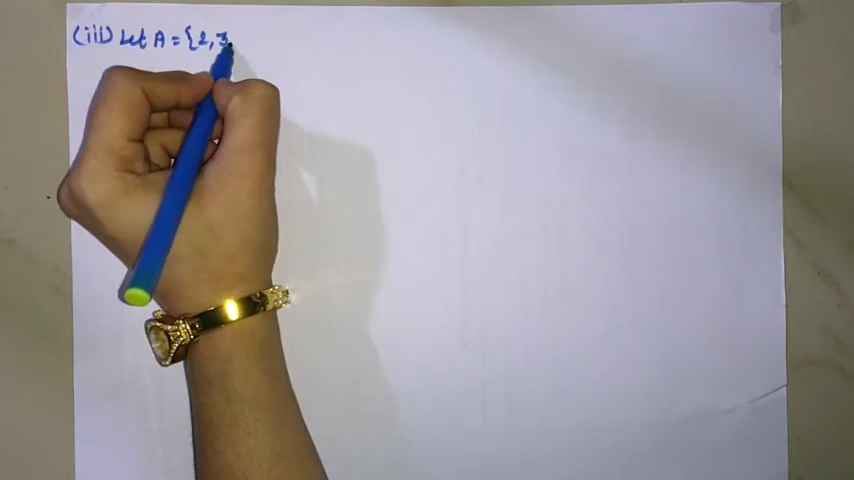 (iii) Let A = {2,3